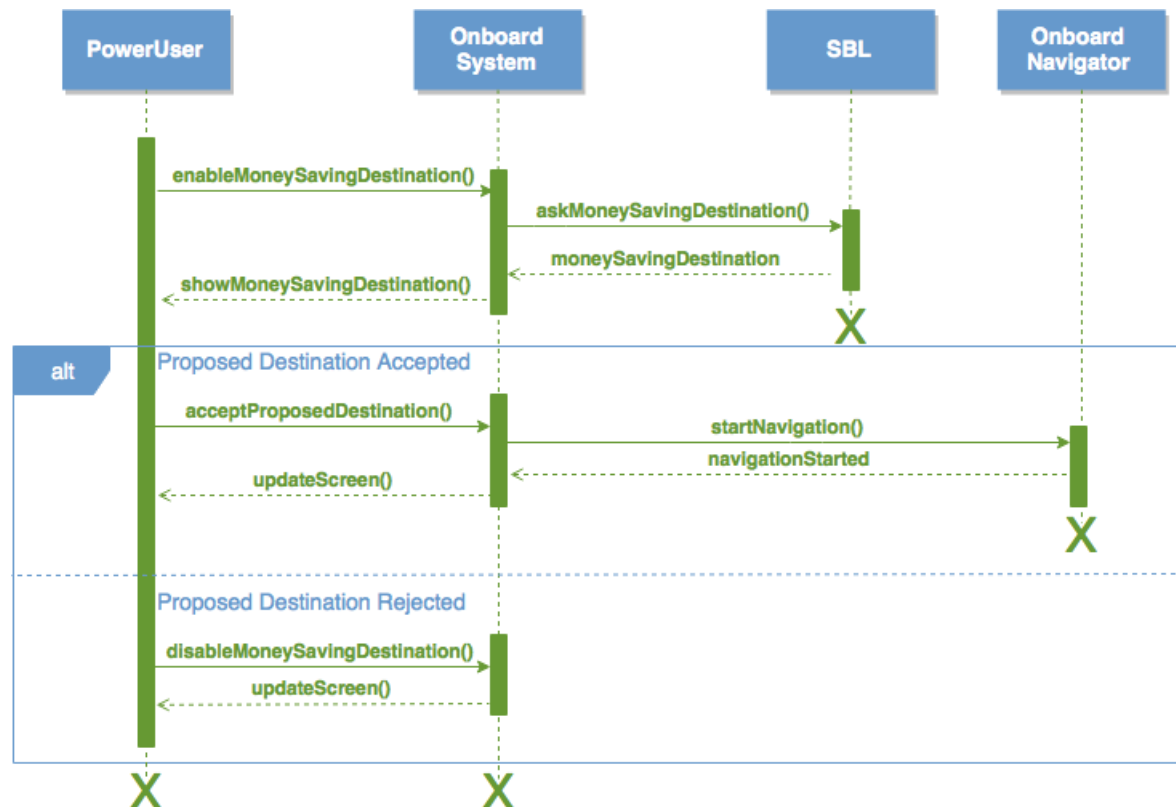 PowerUser
Onboard
System
SBL
Onboard
Navigator
enableMoneySavingDestination()
askMoneySavingDestination()
moneySavingDestination
showMoneySavingDestination()
X
alt
Proposed Destination Accepted
acceptProposedDestination()
startNavigation()
navigationStarted
updateScreen()
X
Proposed Destination Rejected
disableMoneySavingDestination()
updateScreen()
X
X